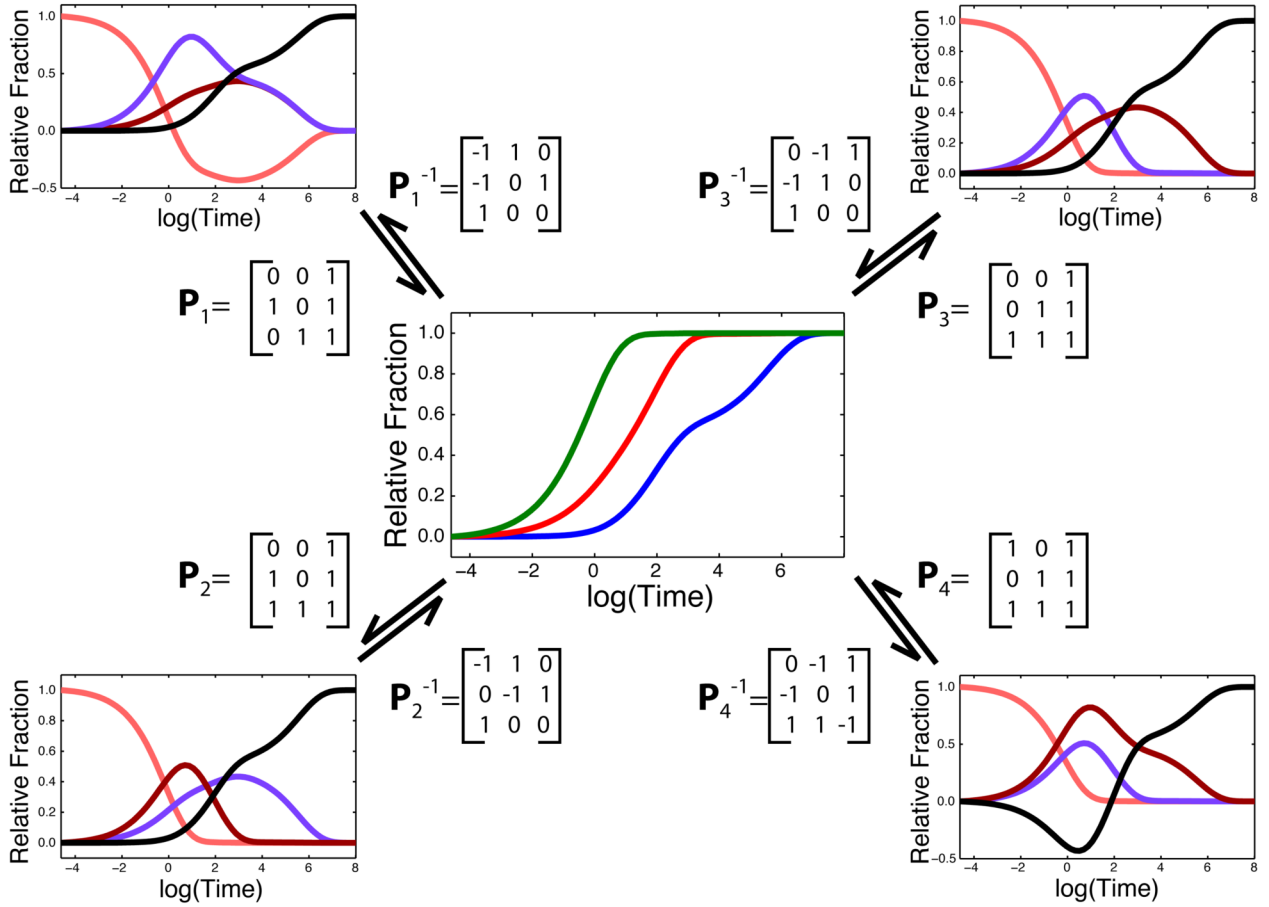 Relative Fraction
1.0
0.5
0.0
-0.5
−4 −2 0 2 4 6 8
log(Time)
P1-1= -1 1 0
-1 0 1
1 0 0
P1= 0 0 1
1 0 1
0 1 1
P3-1= 0 -1 1
-1 1 0
1 0 0
Relative Fraction
1.0
0.8
0.6
0.4
0.2
0.0
−4 −2 0 2 4 6 8
log(Time)
P3= 0 0 1
0 1 1
1 1 1
Relative Fraction
1.0
0.8
0.6
0.4
0.2
0.0
−4 −2 0 2 4 6
log(Time)
P2= 0 0 1
1 0 1
1 1 1
P2-1= -1 1 0
0 -1 1
1 0 0
Relative Fraction
1.0
0.8
0.6
0.4
0.2
0.0
−4 −2 0 2 4 6 8
log(Time)
P4-1= 0 -1 1
-1 0 1
1 1 -1
P4= 1 0 1
0 1 1
1 1 1
Relative Fraction
1.0
0.5
0.0
-0.5
−4 −2 0 2 4 6 8
log(Time)